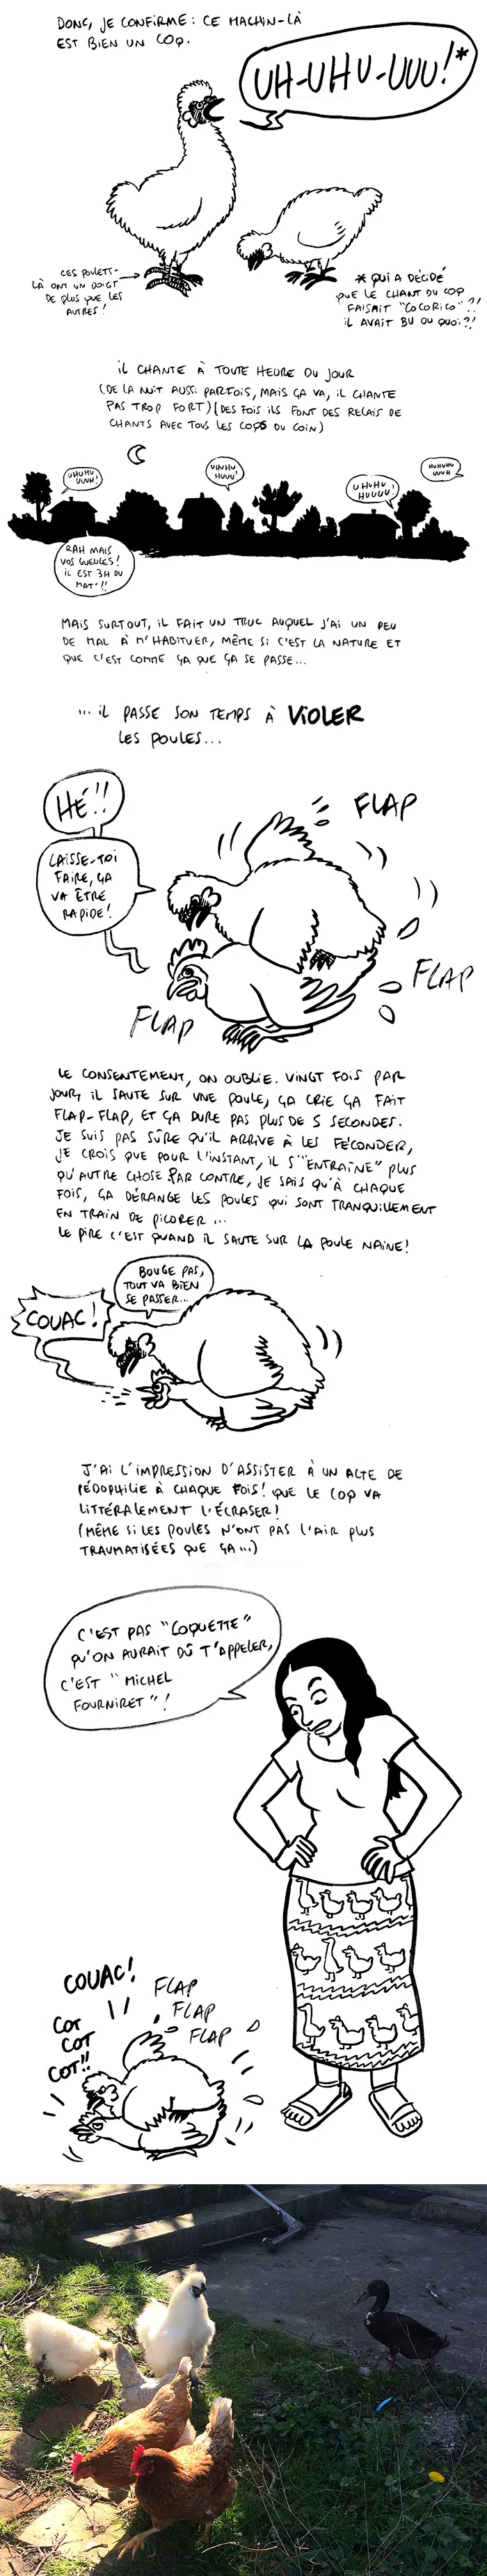 DONC, JE CONFIRME : CE MACHIN-LÀ
EST BIEN UN COQ.
UH-UHU-UUU!*
CES POULETS-
LÀ ONT UN DOIGT
DE PLUS QUE LES
AUTRES!
* QUI A DÉCIDÉ
QUE LE CHANT DU COQ
FAISAIT "COCORICO"?!
IL AVAIT BU OU QUOI?!
IL CHANTE À TOUTE HEURE DU JOUR
(DE LA NUIT AUSSI PARFOIS, MAIS ÇA VA, IL CHANTE
PAS TROP FORT) (DES FOIS ILS FONT DES RELAIS DE
CHANTS AVEC TOUS LES COQS DU COIN)
UHUHU
UUUH!
UHUHU
HUUU!
UHUHU
HUUUU!
HUHUHU
UUUH
RAH MAIS
VOS GUEULES!
IL EST 3H DU
MAT'!!
MAIS SURTOUT, IL FAIT UN TRUC AUQUEL J'AI UN PEU
DE MAL À M'HABITUER, MÊME SI C'EST LA NATURE ET
QUE C'EST COMME ÇA QUE ÇA SE PASSE...
... IL PASSE SON TEMPS À VIOLER
LES POULES...
HÉ!!
LAISSE-TOI
FAIRE, ÇA
VA ÊTRE
RAPIDE!
FLAP
FLAP
FLAP
LE CONSENTEMENT, ON OUBLIE. VINGT FOIS PAR
JOUR, IL SAUTE SUR UNE POULE, ÇA CRIE ÇA FAIT
FLAP-FLAP, ET ÇA DURE PAS PLUS DE 5 SECONDES.
JE SUIS PAS SÛRE QU'IL ARRIVE À LES FÉCONDER,
JE CROIS QUE POUR L'INSTANT, IL S'"ENTRAÎNE" PLUS
QU'AUTRE CHOSE. PAR CONTRE, JE SAIS QU'À CHAQUE
FOIS, ÇA DÉRANGE LES POULES QUI SONT TRANQUILLEMENT
EN TRAIN DE PICORER...
LE PIRE C'EST QUAND IL SAUTE SUR LA POULE NAINE!
BOUGE PAS,
TOUT VA BIEN
SE PASSER...
COUAC!
J'AI L'IMPRESSION D'ASSISTER À UN ACTE DE
PÉDOPHILIE À CHAQUE FOIS! QUE LE COQ VA
LITTÉRALEMENT L'ÉCRASER!
(MÊME SI LES POULES N'ONT PAS L'AIR PLUS
TRAUMATISÉES QUE ÇA...)
C'EST PAS "COQUETTE"
QU'ON AURAIT DÛ T'APPELER,
C'EST "MICHEL
FOURNIRET"!
COUAC!
COT
COT
COT!!
FLAP
FLAP
FLAP